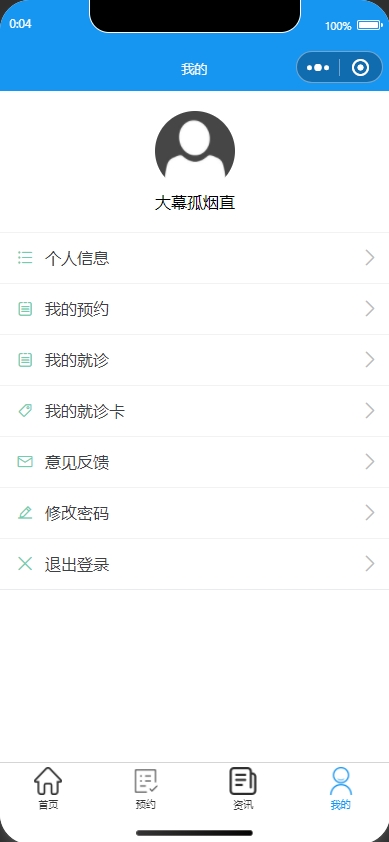 0:04
100%
我的
大幕孤烟直
个人信息
我的预约
我的就诊
我的就诊卡
意见反馈
修改密码
退出登录
首页
预约
资讯
我的